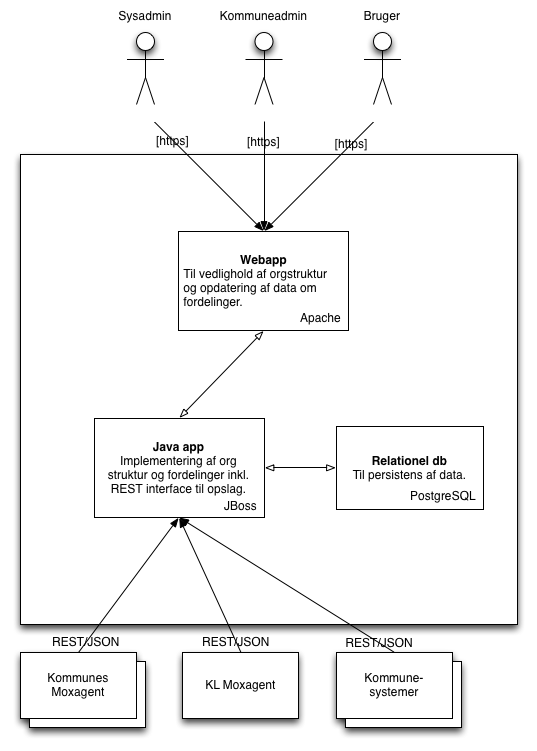 Sysadmin
Kommuneadmin
Bruger
[https]
[https]
[https]
Webapp
Til vedlighold af orgstruktur
og opdatering af data om
fordelinger.
Apache
Java app
Implementering af org
struktur og fordelinger inkl.
REST interface til opslag.
JBoss
Relationel db
Til persistens af data.
PostgreSQL
REST/JSON
REST/JSON
REST/JSON
Kommunes
Moxagent
KL Moxagent
Kommune-
systemer